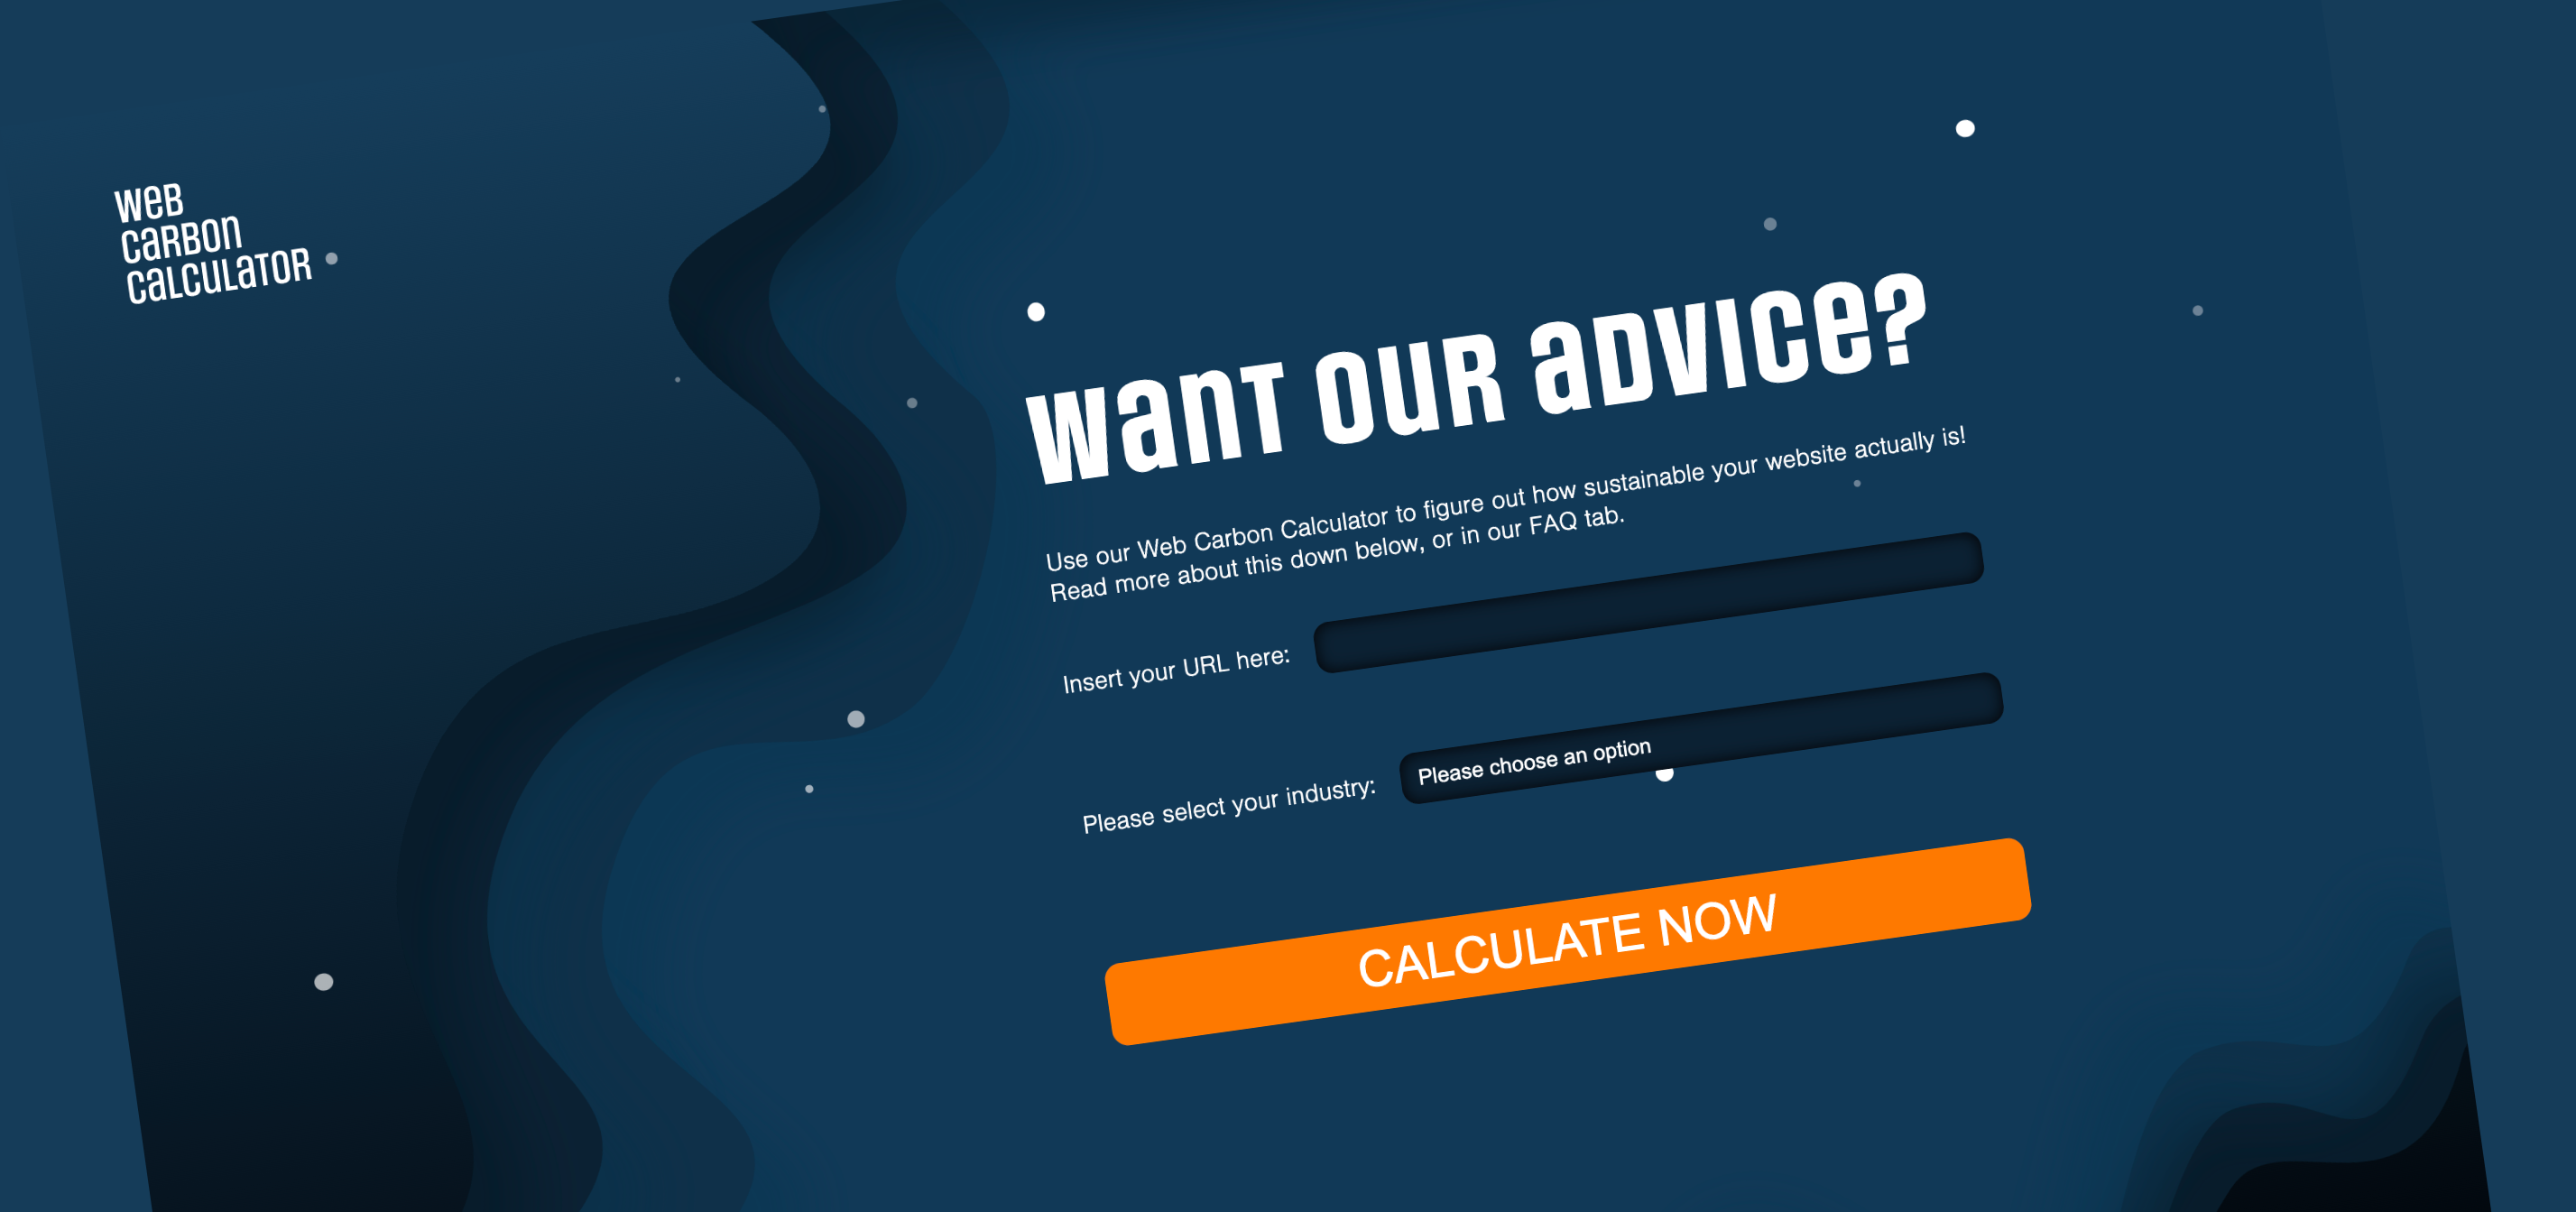 web
carbon
calculator
want our advice?
Use our Web Carbon Calculator to figure out how sustainable your website actually is!
Read more about this down below, or in our FAQ tab.
Insert your URL here:
Please select your industry: Please choose an option
CALCULATE NOW